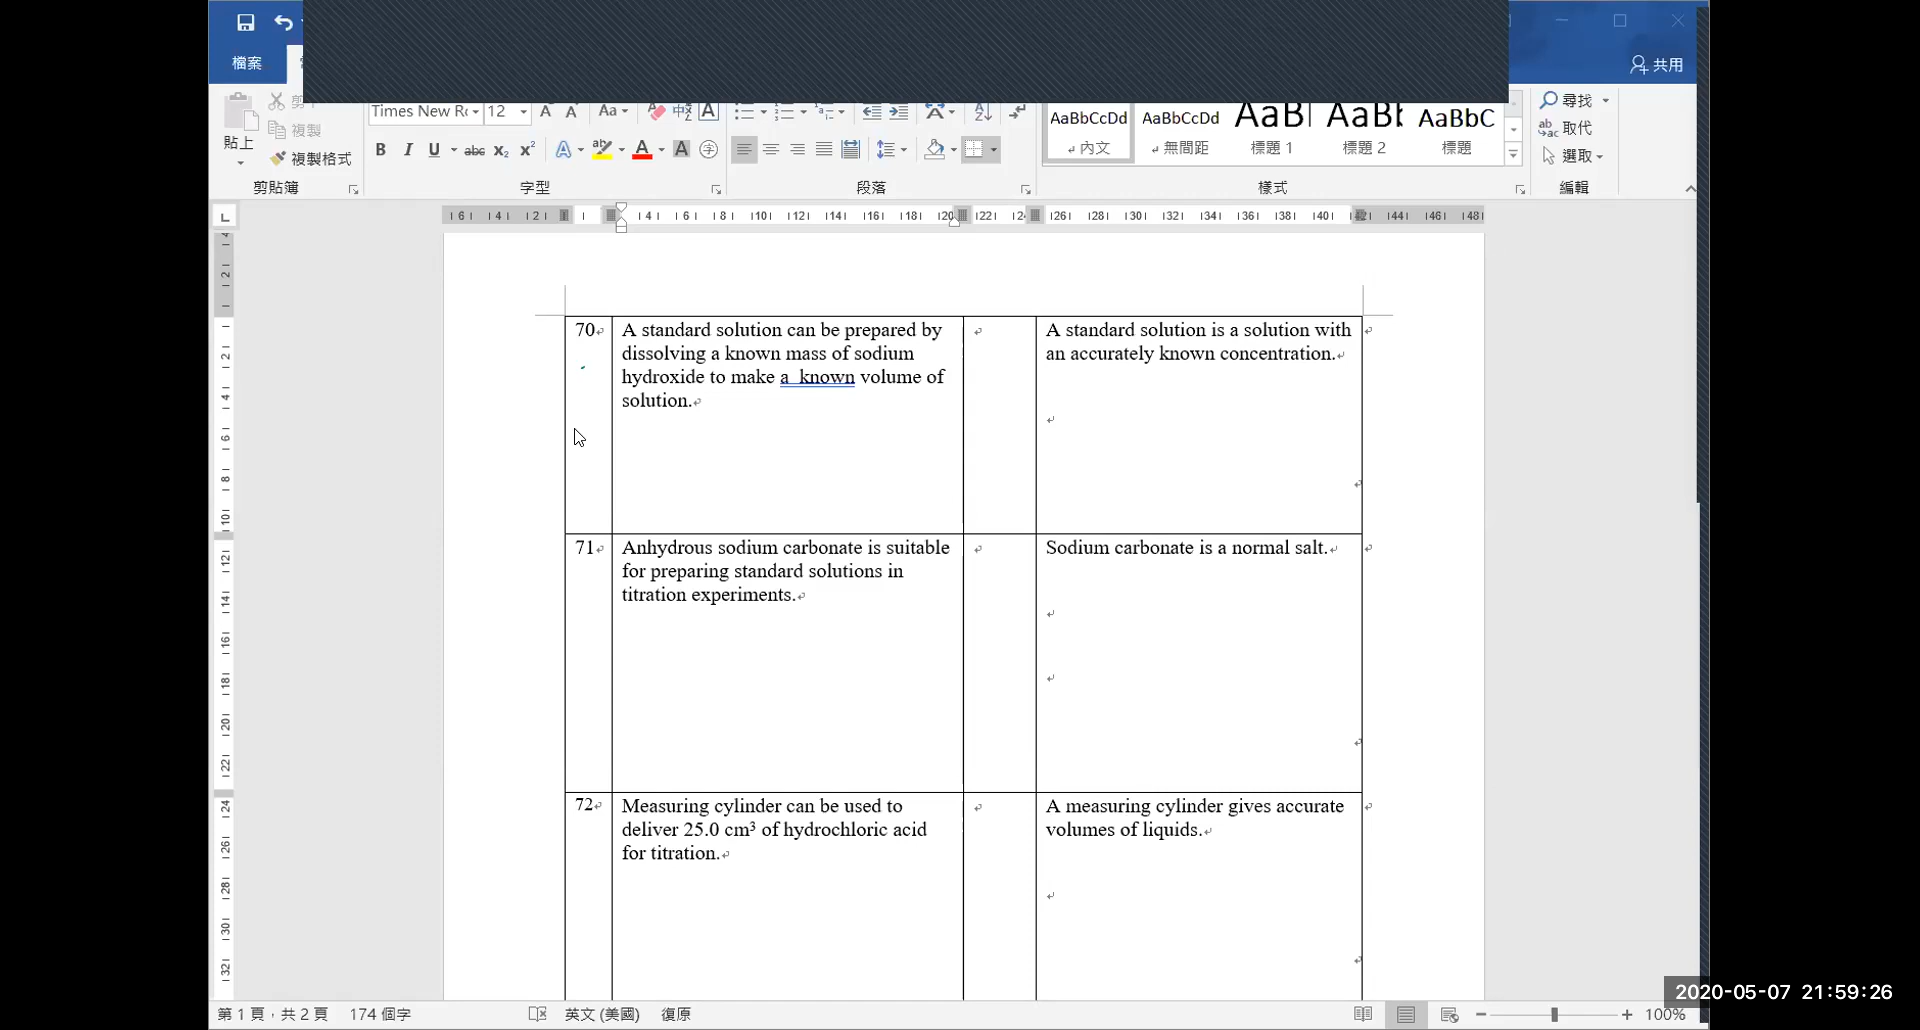 檔案
共用
貼上
複製
複製格式
剪貼簿
Times New R
12
Aa
B I U abc X₂ X²
A
字型
段落
AaBbCcDd
內文
AaBbCcDd
無間距
標題 1
標題 2
AaBbC
標題
樣式
尋找
取代
選取
編輯
70
A standard solution can be prepared by
dissolving a known mass of sodium
hydroxide to make a known volume of
solution.
A standard solution is a solution with
an accurately known concentration.
71
Anhydrous sodium carbonate is suitable
for preparing standard solutions in
titration experiments.
Sodium carbonate is a normal salt.
72
Measuring cylinder can be used to
deliver 25.0 cm³ of hydrochloric acid
for titration.
A measuring cylinder gives accurate
volumes of liquids.
第 1 頁，共 2 頁 174 個字 英文 (美國) 復原
100%
2020-05-07 21:59:26